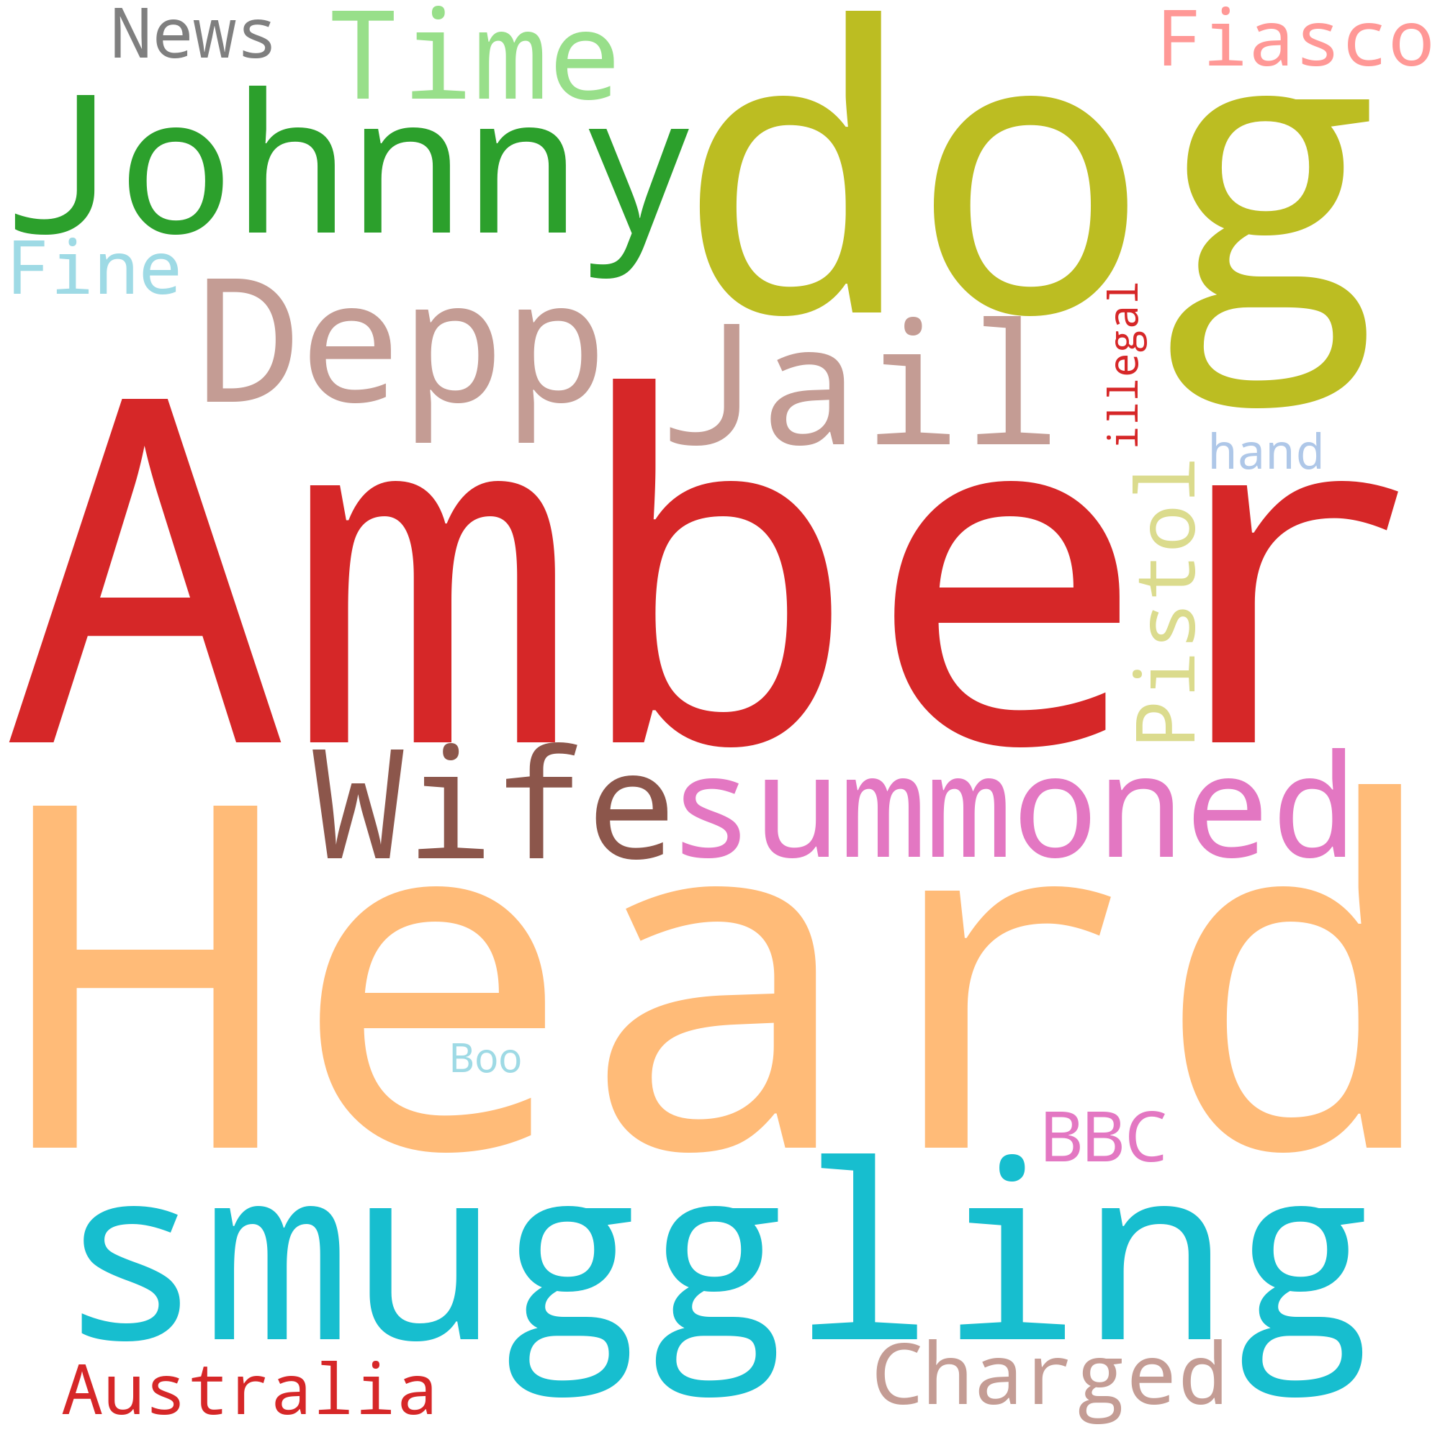 News
Time
Fiasco
Johnny
dog
Fine
Depp
Jail
illegal
hand
Amber
Pistol
Wife
summoned
Heard
Boo
BBC
smuggling
Australia
Charged